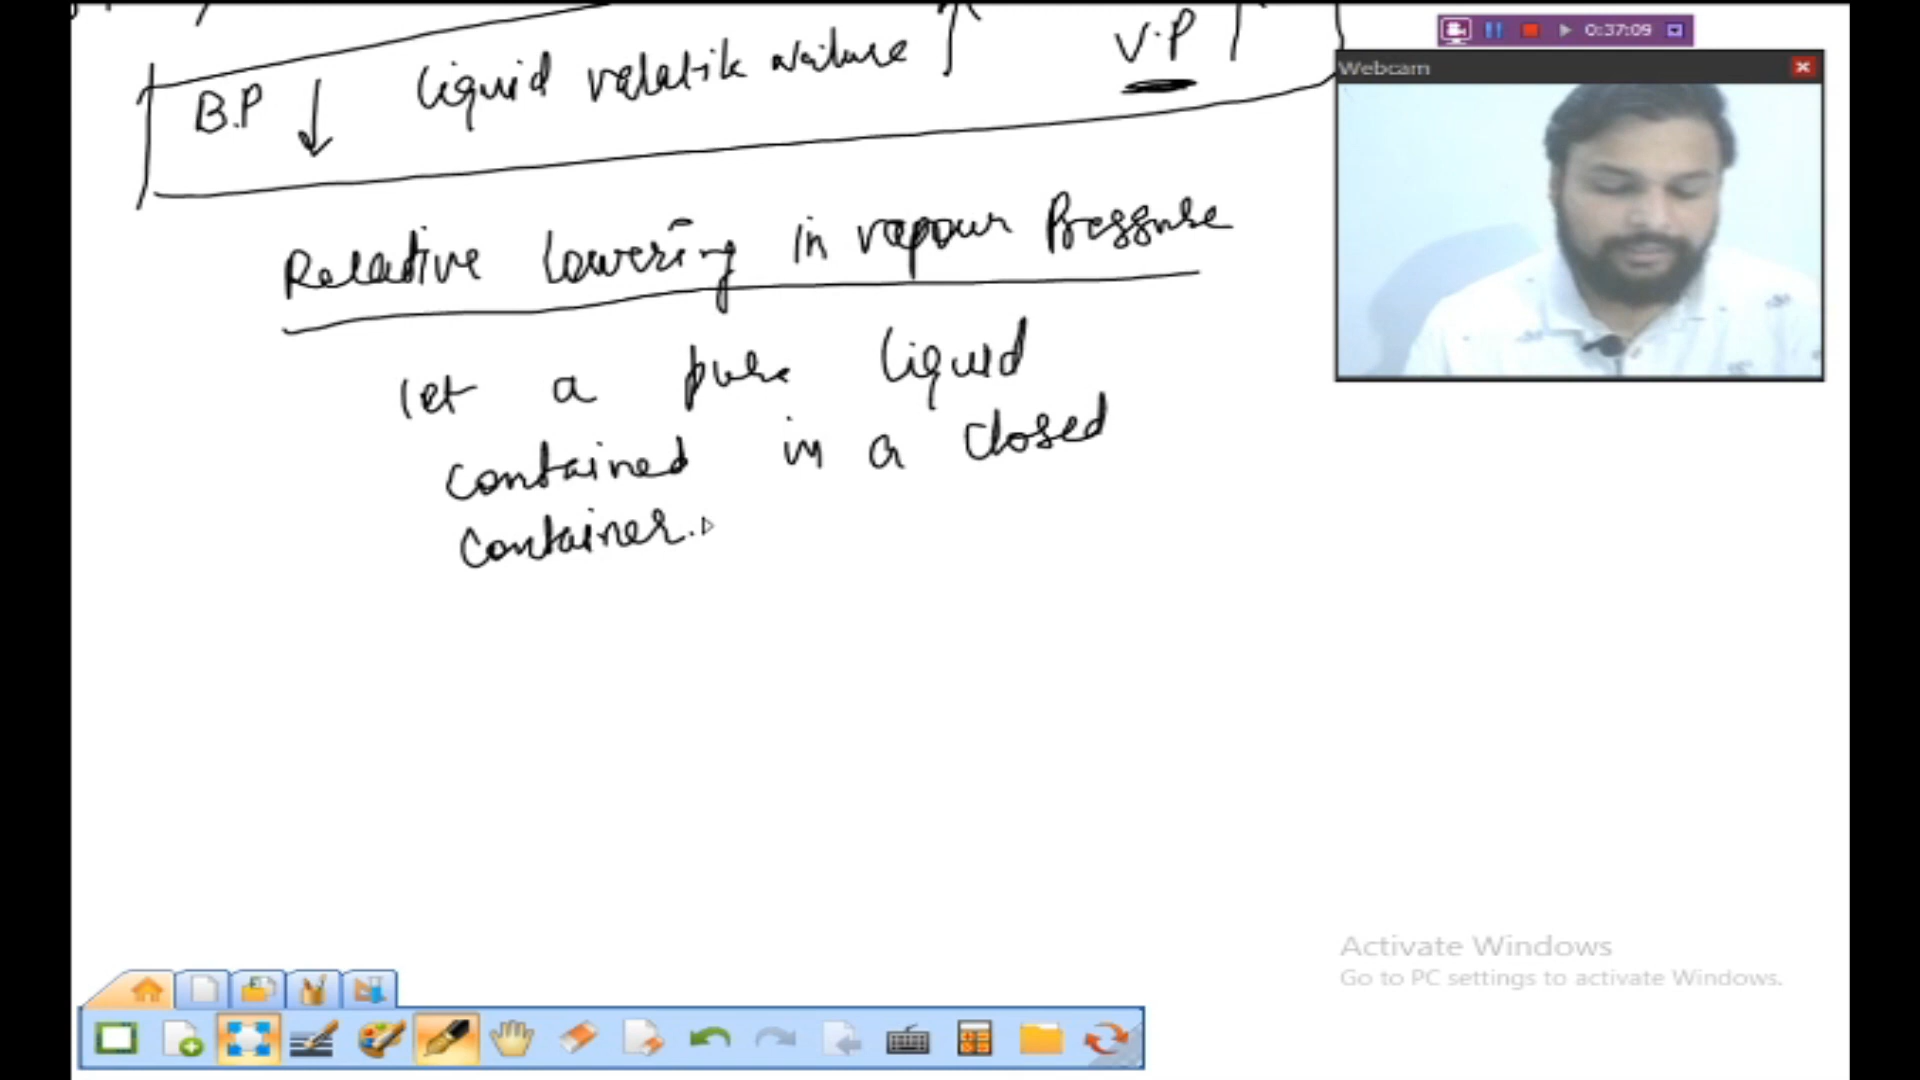 V.P
B.P ↓ liquid volatile nature ↑
Relative lowering in vapour Pressure
let a pure liquid
contained in a closed
container.
0:37:09
Webcam
Activate Windows
Go to PC settings to activate Windows.